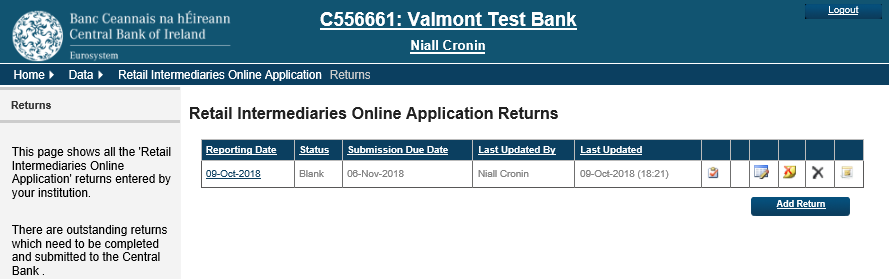 Banc Ceannais na hÉireann
Central Bank of Ireland
Eurosystem
C556661: Valmont Test Bank
Niall Cronin
Logout
Home Data Retail Intermediaries Online Application Returns
Returns
This page shows all the 'Retail
Intermediaries Online
Application' returns entered by
your institution.
There are outstanding returns
which need to be completed
and submitted to the Central
Bank .
Retail Intermediaries Online Application Returns
Reporting Date Status Submission Due Date Last Updated By Last Updated
09-Oct-2018 Blank 06-Nov-2018 Niall Cronin 09-Oct-2018 (18:21)
Add Return